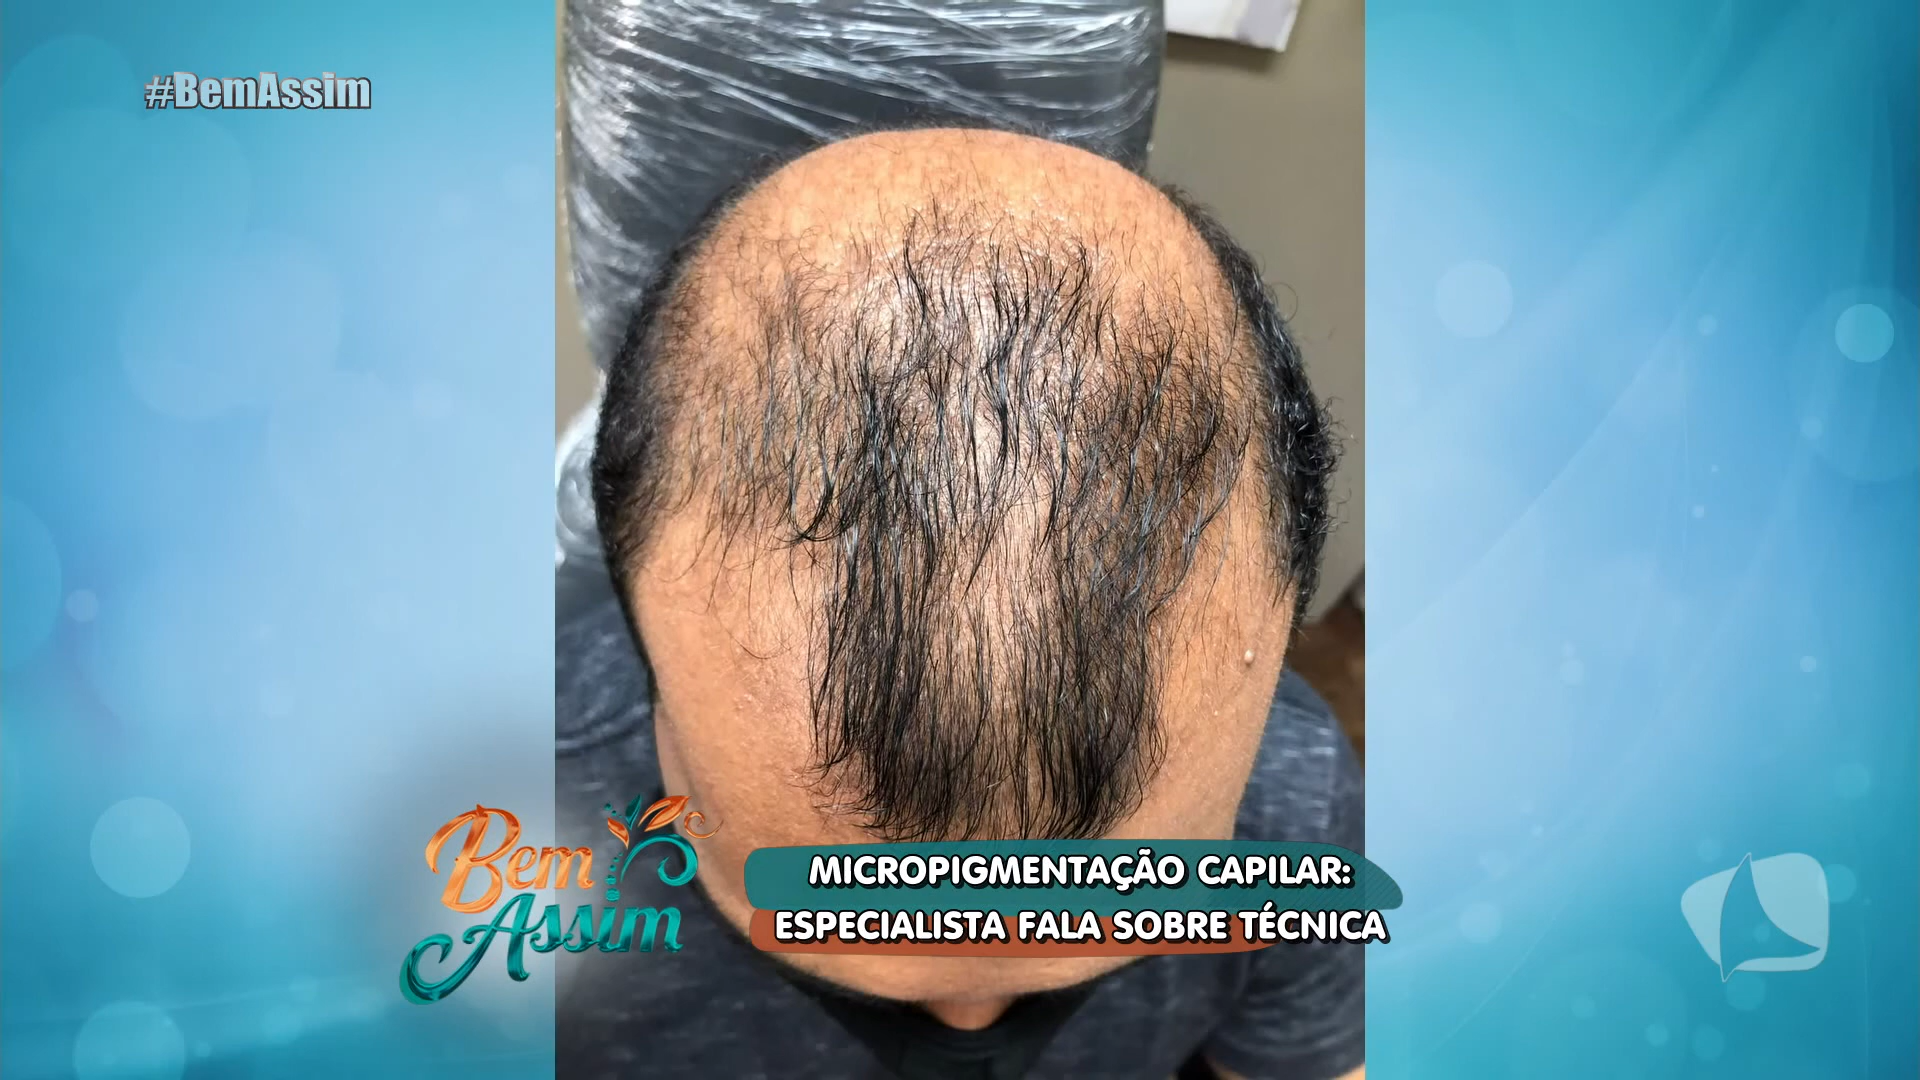 #BemAssim
Bem
Assim
MICROPIGMENTAÇÃO CAPILAR:
ESPECIALISTA FALA SOBRE TÉCNICA